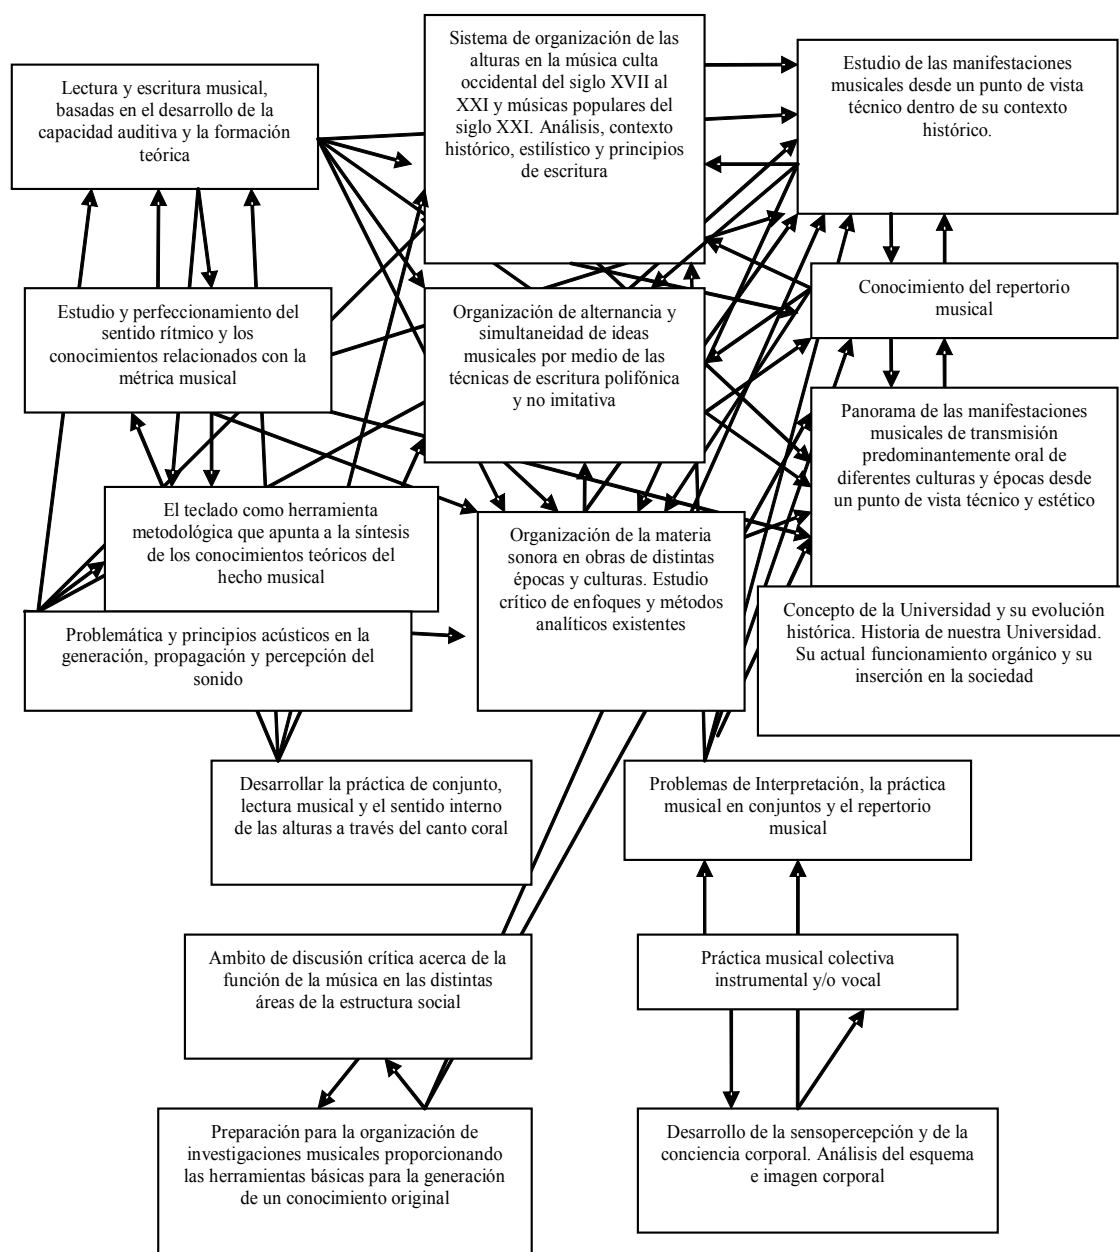 Sistema de organización de las
alturas en la música culta
occidental del siglo XVII al
XXI y músicas populares del
siglo XXI. Análisis, contexto
histórico, estilístico y principios
de escritura
Estudio de las manifestaciones
musicales desde un punto de vista
técnico dentro de su contexto
histórico.
Lectura y escritura musical,
basadas en el desarrollo de la
capacidad auditiva y la formación
teórica
Conocimiento del repertorio
musical
Estudio y perfeccionamiento del
sentido rítmico y los
conocimientos relacionados con la
métrica musical
Organización de alternancia y
simultaneidad de ideas
musicales por medio de las
técnicas de escritura polifónica
y no imitativa
Panorama de las manifestaciones
musicales de transmisión
predominantemente oral de
diferentes culturas y épocas desde
un punto de vista técnico y estético
El teclado como herramienta
metodológica que apunta a la síntesis
de los conocimientos teóricos del
hecho musical
Organización de la materia
sonora en obras de distintas
épocas y culturas. Estudio
crítico de enfoques y métodos
analíticos existentes
Concepto de la Universidad y su evolución
histórica. Historia de nuestra Universidad.
Su actual funcionamiento orgánico y su
inserción en la sociedad
Problemática y principios acústicos en la
generación, propagación y percepción del
sonido
Desarrollar la práctica de conjunto,
lectura musical y el sentido interno
de las alturas a través del canto coral
Problemas de Interpretación, la práctica
musical en conjuntos y el repertorio
musical
Ambito de discusión crítica acerca de la
función de la música en las distintas
áreas de la estructura social
Práctica musical colectiva
instrumental y/o vocal
Preparación para la organización de
investigaciones musicales proporcionando
las herramientas básicas para la generación
de un conocimiento original
Desarrollo de la sensopercepción y de la
conciencia corporal. Análisis del esquema
e imagen corporal